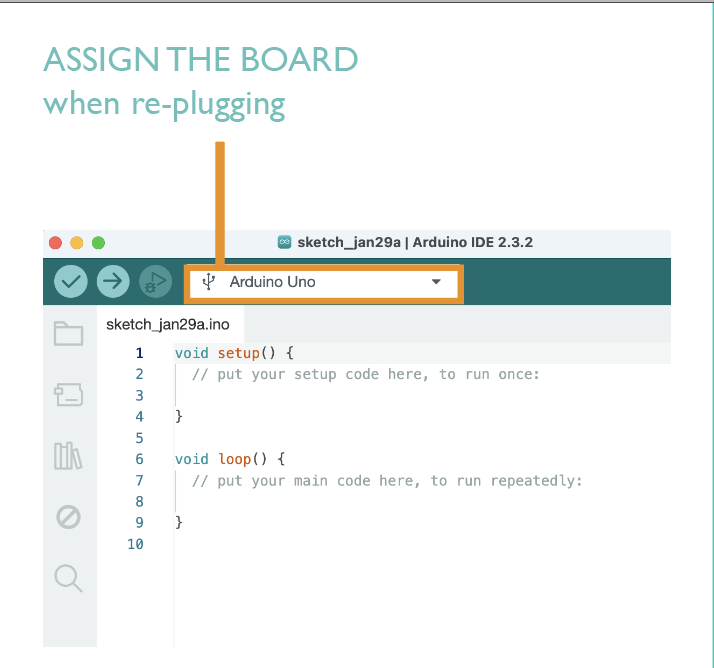 ASSIGN THE BOARD
when re-plugging
sketch_jan29a | Arduino IDE 2.3.2
Arduino Uno
sketch_jan29a.ino
1 void setup() {
2 // put your setup code here, to run once:
3
4 }
5
6 void loop() {
7 // put your main code here, to run repeatedly:
8
9 }
10